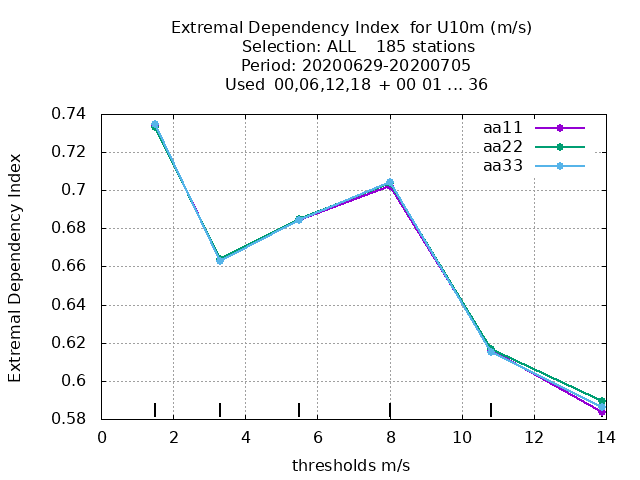 Extremal Dependency Index  for U10m (m/s)
Selection: ALL    185 stations
Period: 20200629-20200705
Used  00,06,12,18  + 00 01 ... 36
aa11
aa22
aa33
Extremal Dependency Index
0.74
0.72
0.7
0.68
0.66
0.64
0.62
0.6
0.58
0 2 4 6 8 10 12 14
thresholds m/s